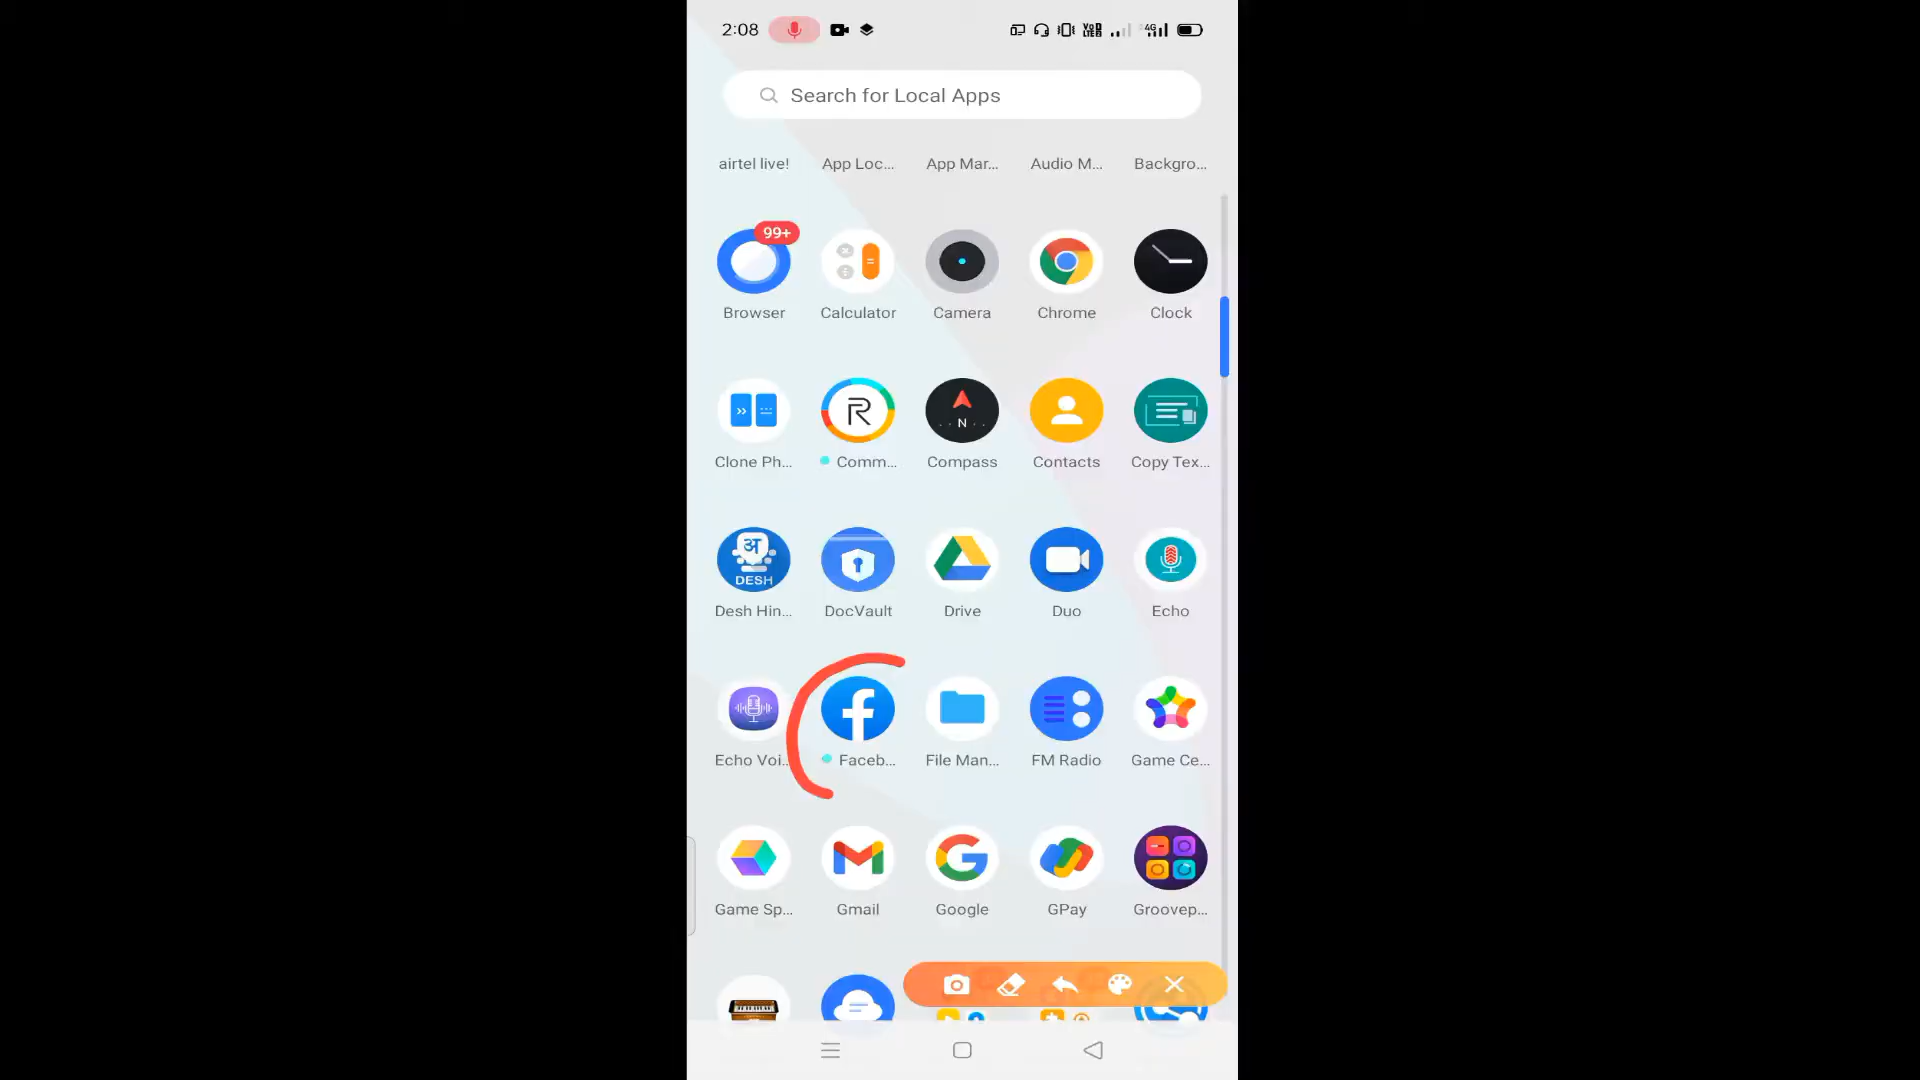 2:08
Search for Local Apps
airtel live! App Loc... App Mar... Audio M... Backgro...
99+
Browser Calculator Camera Chrome Clock
R N
Clone Ph... Comm... Compass Contacts Copy Tex...
अ
DESH
Desh Hin... DocVault Drive Duo Echo
Echo Voi... Faceb... File Man... FM Radio Game Ce...
Game Sp... Gmail Google GPay Groovep...